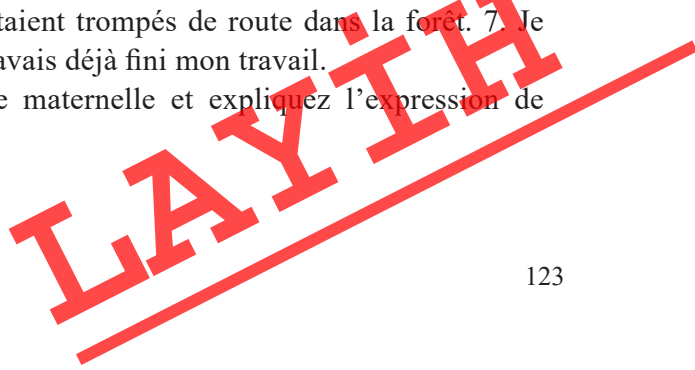 taient trompés de route dans la forêt. 7. Je
avais déjà fini mon travail.
e maternelle et expliquez l’expression de
LAYİH
123